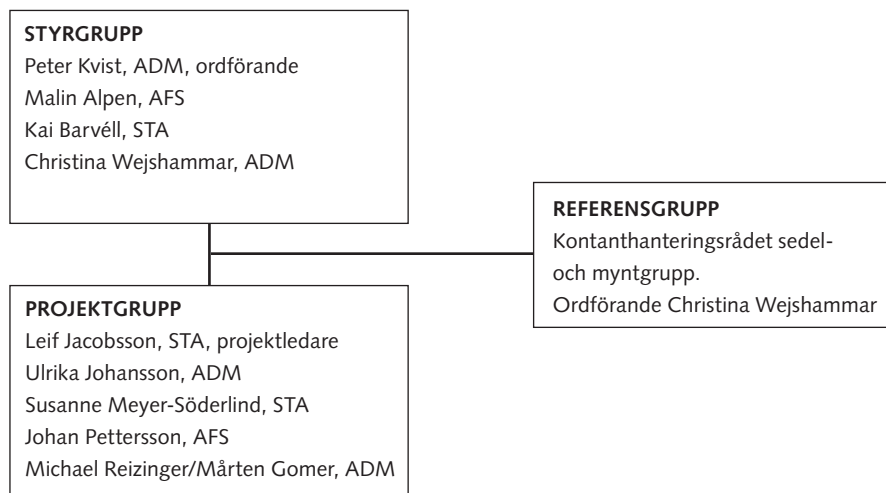 STYRGRUPP
Peter Kvist, ADM, ordförande
Malin Alpen, AFS
Kai Barvéll, STA
Christina Wejshammar, ADM
REFERENSGRUPP
Kontanthanteringsrådet sedel-
och myntgrupp.
Ordförande Christina Wejshammar
PROJEKTGRUPP
Leif Jacobsson, STA, projektledare
Ulrika Johansson, ADM
Susanne Meyer-Söderlind, STA
Johan Pettersson, AFS
Michael Reizinger/Mårten Gomer, ADM